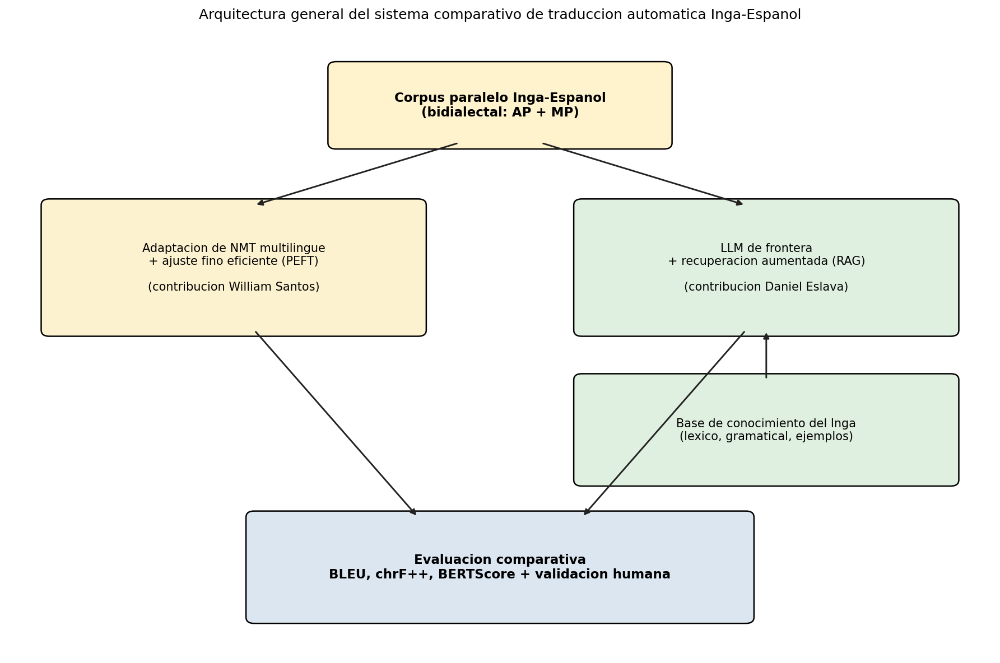 Arquitectura general del sistema comparativo de traduccion automatica Inga-Espanol
Corpus paralelo Inga-Espanol
(bidialectal: AP + MP)
Adaptacion de NMT multilingue
+ ajuste fino eficiente (PEFT)
(contribucion William Santos)
LLM de frontera
+ recuperacion aumentada (RAG)
(contribucion Daniel Eslava)
Base de conocimiento del Inga
(lexico, gramatical, ejemplos)
Evaluacion comparativa
BLEU, chrF++, BERTScore + validacion humana